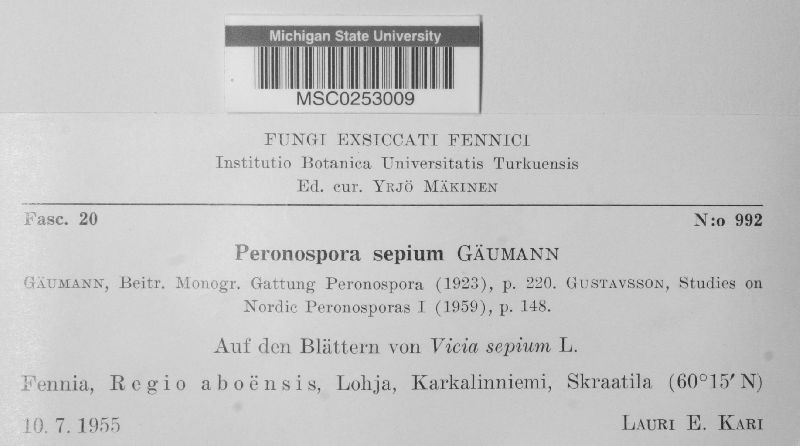 Michigan State University
MSC0253009
FUNGI EXSICCATI FENNICI
Institutio Botanica Universitatis Turkuensis
Ed. cur. YRJÖ MÄKINEN
Fasc. 20 N:o 992
Peronospora sepium GÄUMANN
GÄUMANN, Beitr. Monogr. Gattung Peronospora (1923), p. 220. GUSTAVSSON, Studies on
Nordic Peronosporas I (1959), p. 148.
Auf den Blättern von Vicia sepium L.
Fennia, Regio aboënsis, Lohja, Karkalinniemi, Skraatila (60°15′ N)
10. 7. 1955 LAURI E. KARI